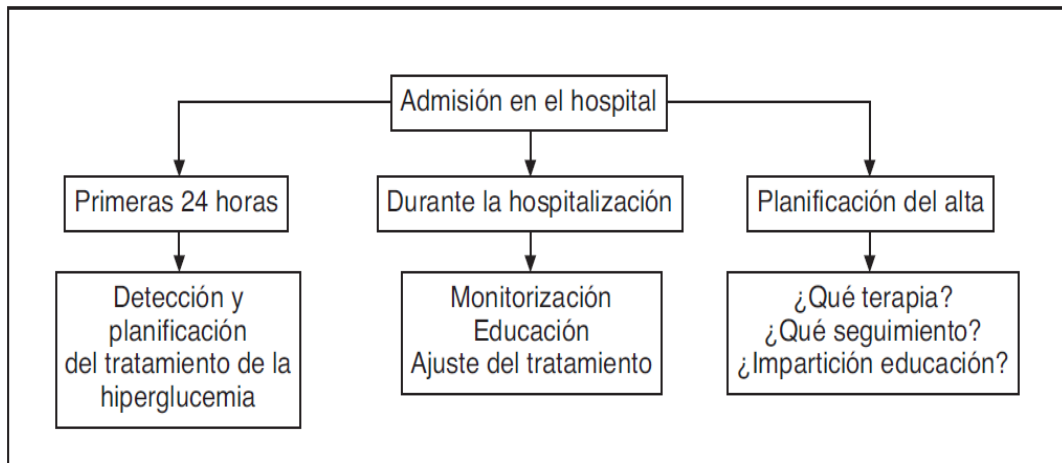 Admisión en el hospital
Primeras 24 horas
Durante la hospitalización
Planificación del alta
Detección y
planificación
del tratamiento de la
hiperglucemia
Monitorización
Educación
Ajuste del tratamiento
¿Qué terapia?
¿Qué seguimiento?
¿Impartición educación?